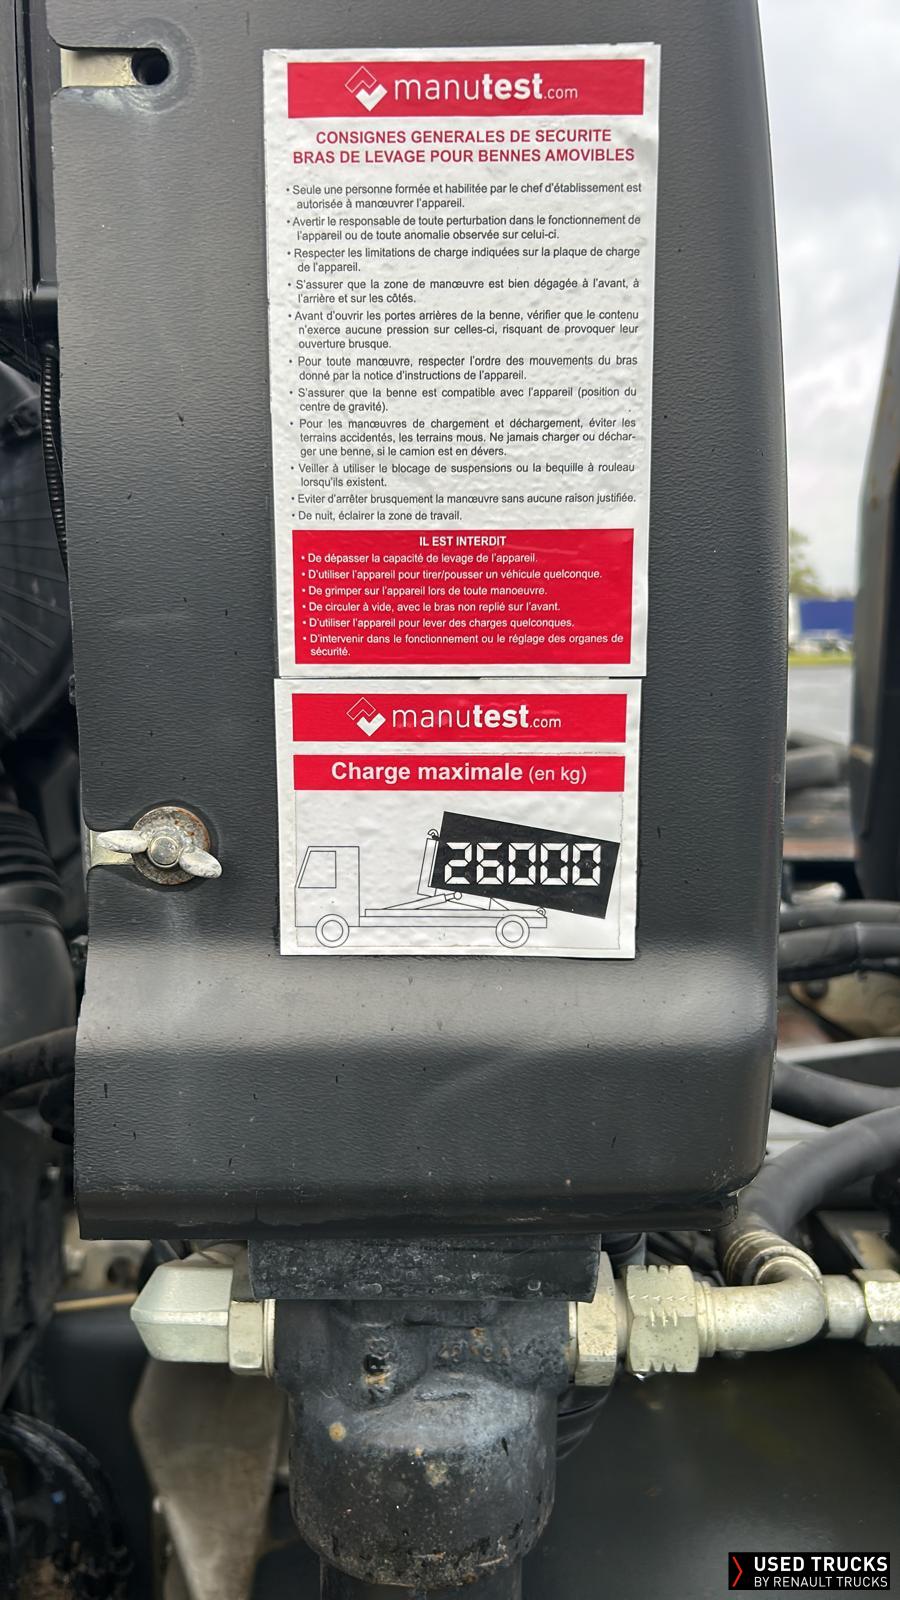 manutest.com
CONSIGNES GENERALES DE SECURITE
BRAS DE LEVAGE POUR BENNES AMOVIBLES
• Seule une personne formée et habilitée par le chef d'établissement est
autorisée à manœuvrer l'appareil.
• Avertir le responsable de toute perturbation dans le fonctionnement de
l'appareil ou de toute anomalie observée sur celui-ci.
• Respecter les limitations de charge indiquées sur la plaque de charge
de l'appareil.
• S'assurer que la zone de manœuvre est bien dégagée à l'avant, à
l'arrière et sur les côtés.
• Avant d'ouvrir les portes arrières de la benne, vérifier que le contenu
n'exerce aucune pression sur celles-ci, risquant de provoquer leur
ouverture brusque.
• Pour toute manœuvre, respecter l'ordre des mouvements du bras
donné par la notice d'instructions de l'appareil.
• S'assurer que la benne est compatible avec l'appareil (position du
centre de gravité).
• Pour les manœuvres de chargement et déchargement, éviter les
terrains accidentés, les terrains mous. Ne jamais charger ou déchar-
ger une benne, si le camion est en dévers.
• Veiller à utiliser le blocage de suspensions ou la bequille à rouleau
lorsqu'ils existent.
• Eviter d'arrêter brusquement la manœuvre sans aucune raison justifiée.
• De nuit, éclairer la zone de travail.
IL EST INTERDIT
• De dépasser la capacité de levage de l'appareil.
• D'utiliser l'appareil pour tirer/pousser un véhicule quelconque.
• De grimper sur l'appareil lors de toute manoeuvre.
• De circuler à vide, avec le bras non replié sur l'avant.
• D'utiliser l'appareil pour lever des charges quelconques.
• D'intervenir dans le fonctionnement ou le réglage des organes de
sécurité.
manutest.com
Charge maximale (en kg)
26000
USED TRUCKS
BY RENAULT TRUCKS